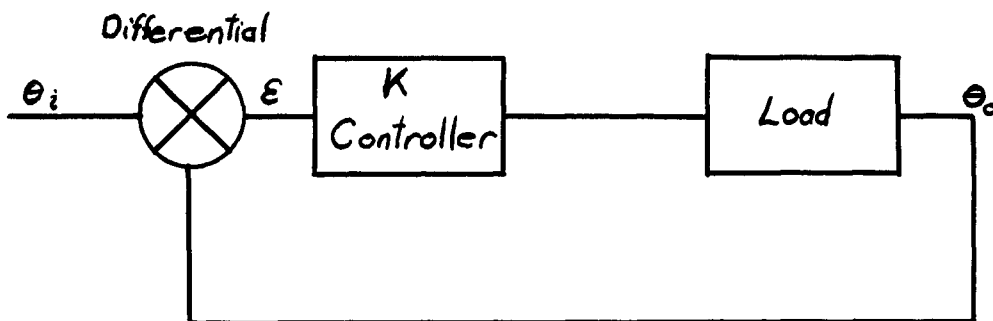 Differential
θi
ε
K
Controller
Load
θo